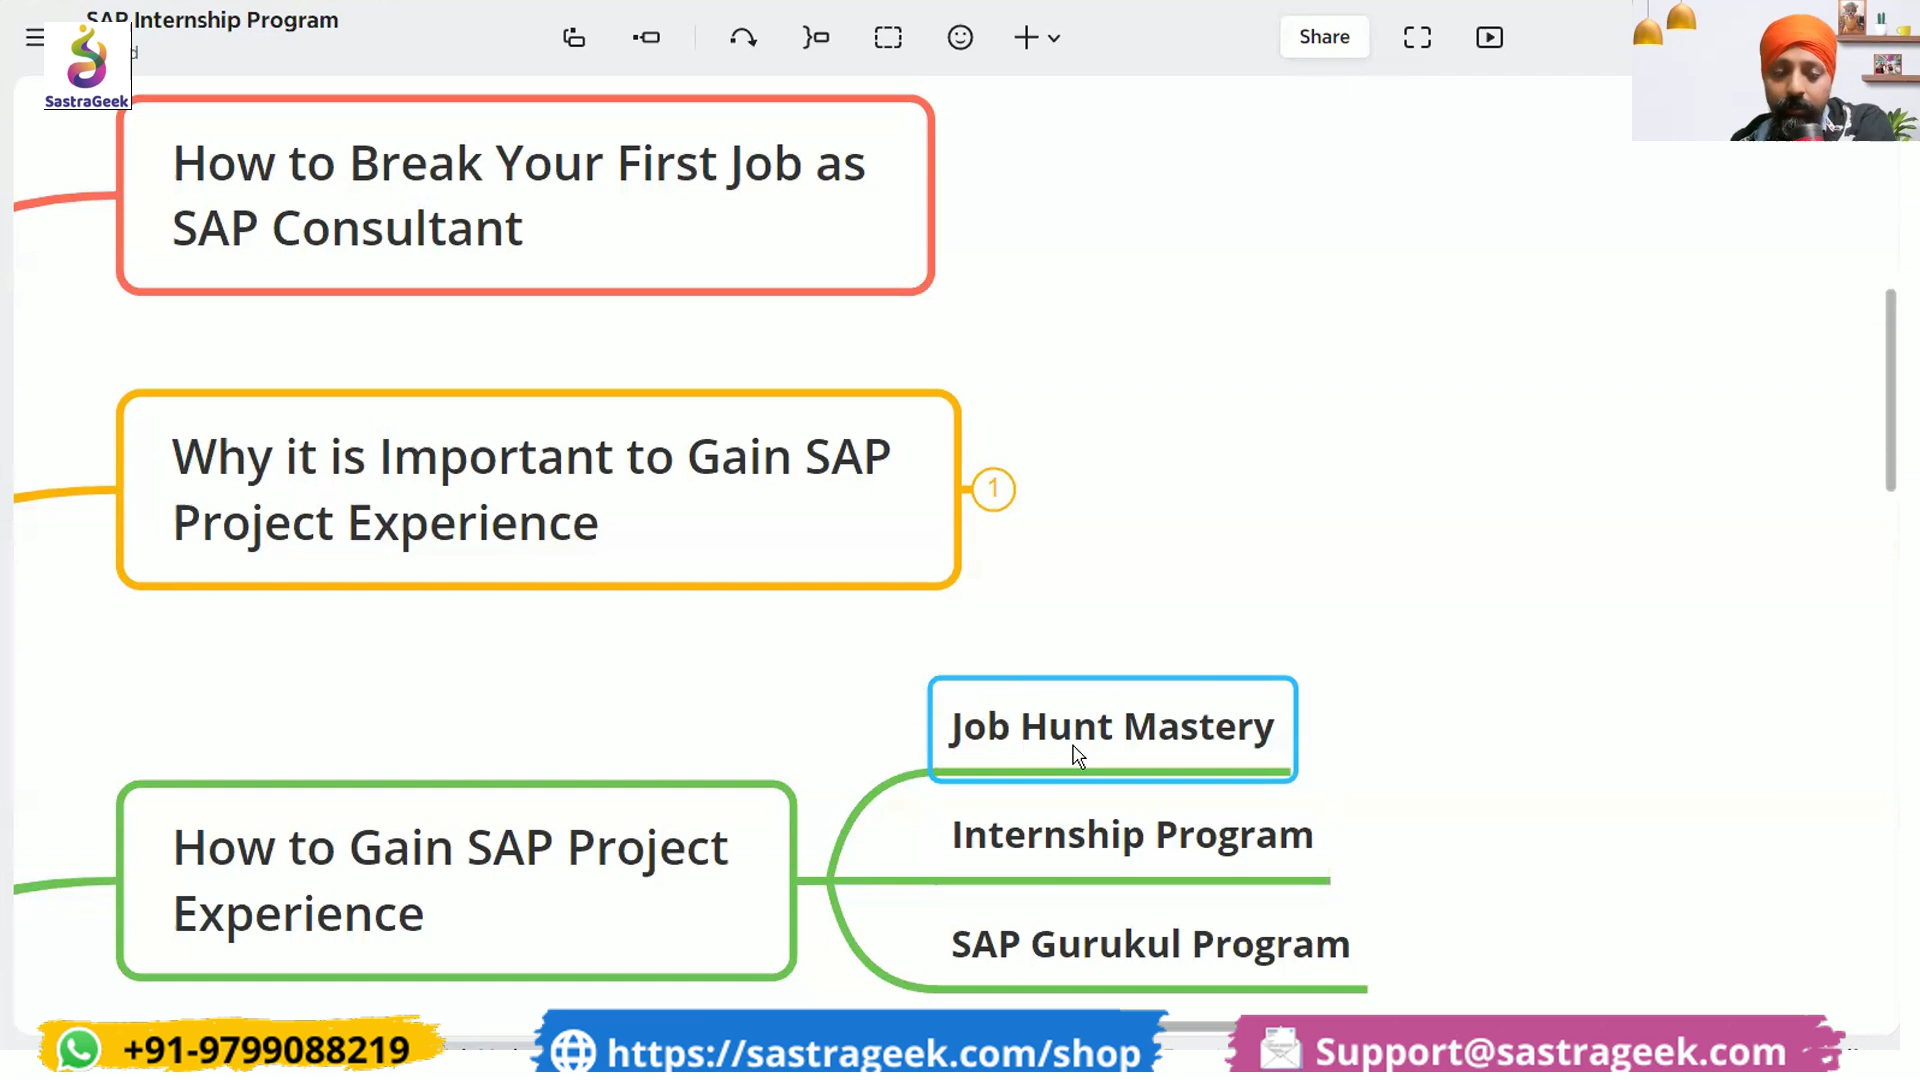 SAP Internship Program
d
SastraGeek
Share
How to Break Your First Job as
SAP Consultant
Why it is Important to Gain SAP
Project Experience
1
Job Hunt Mastery
How to Gain SAP Project
Experience
Internship Program
SAP Gurukul Program
+91-9799088219
https://sastrageek.com/shop
Support@sastrageek.com